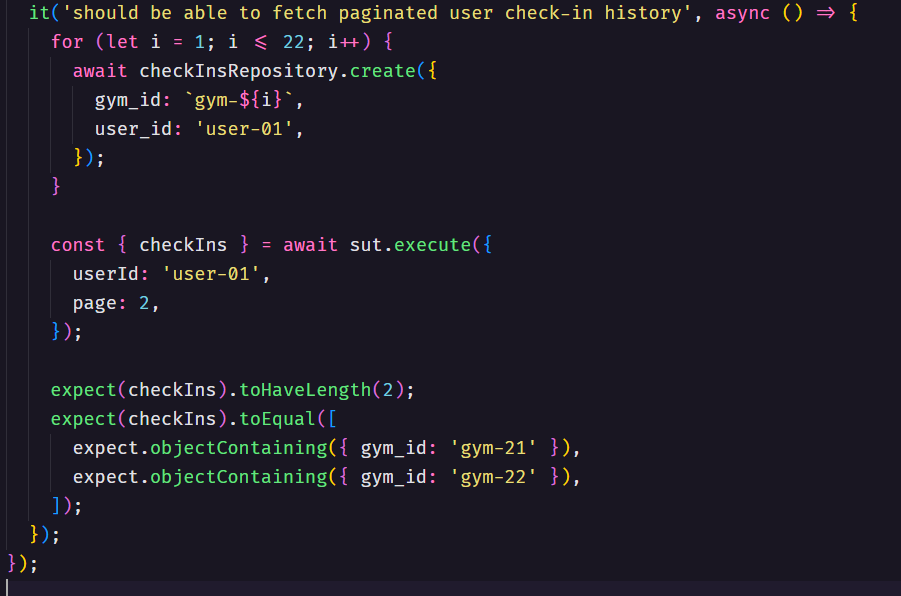 it('should be able to fetch paginated user check-in history', async () => {
for (let i = 1; i <= 22; i++) {
await checkInsRepository.create({
gym_id: `gym-${i}`,
user_id: 'user-01',
});
}
const { checkIns } = await sut.execute({
userId: 'user-01',
page: 2,
});
expect(checkIns).toHaveLength(2);
expect(checkIns).toEqual([
expect.objectContaining({ gym_id: 'gym-21' }),
expect.objectContaining({ gym_id: 'gym-22' }),
]);
});
});